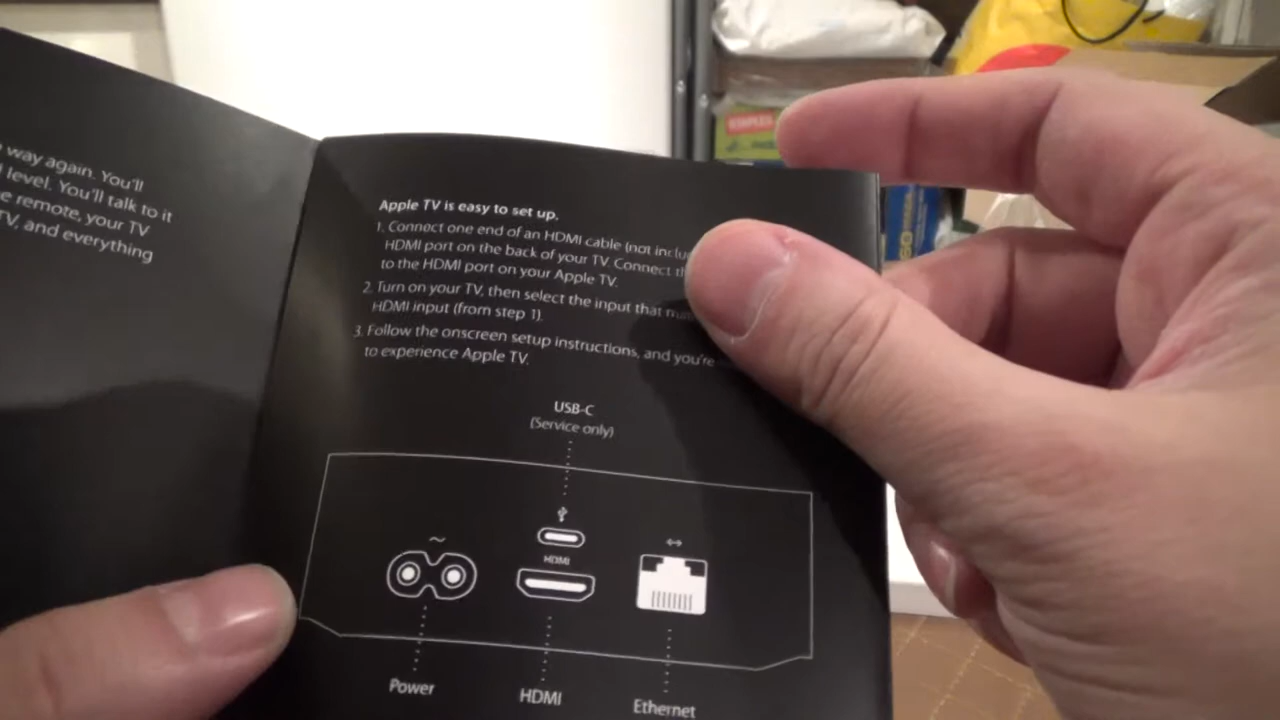 way again. You'll
level. You'll talk to it
remote, your TV
TV, and everything
Apple TV is easy to set up.
1. Connect one end of an HDMI cable (not
HDMI port on the back of your TV. Connect
to the HDMI port on your Apple TV.
2. Turn on your TV, then select the input that
HDMI input (from step 1).
3. Follow the onscreen setup instructions, and you're
to experience Apple TV.
USB-C
(Service only)
HDMI
Power
HDMI
Ethernet
STAPLES